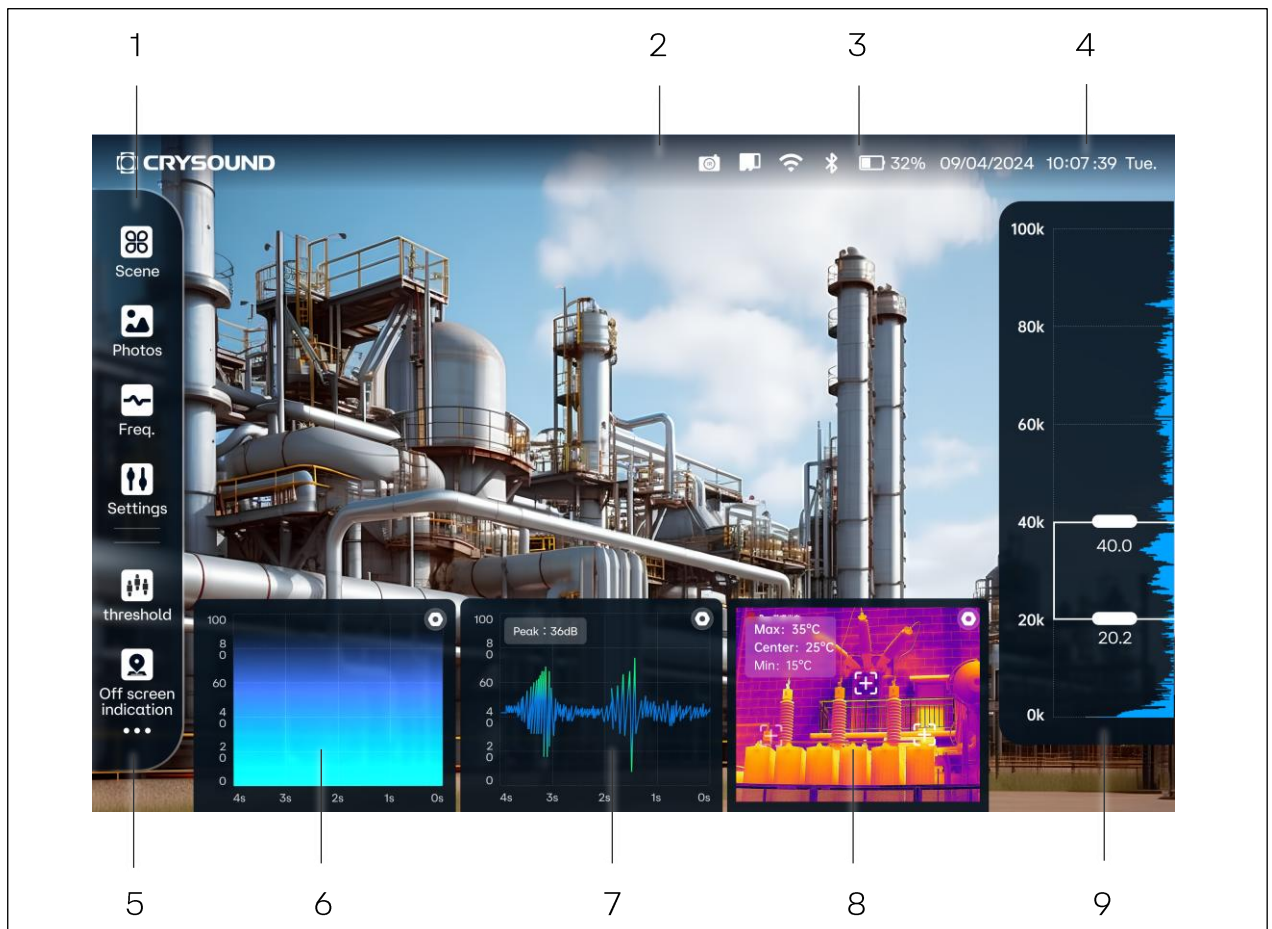 1 2 3 4
CRYSOUND
32% 09/04/2024 10:07:39 Tue.
Scene
Photos
Freq.
Settings
threshold
Off screen
indication
100
8
0
60
4
0
2
0
0
4s 3s 2s 1s 0s
100
8
0
60
4
0
2
0
0
Peak : 36dB
4s 3s 2s 1s 0s
Max: 35°C
Center: 25°C
Min: 15°C
100k
80k
60k
40k
40.0
20k
20.2
0k
5 6 7 8 9